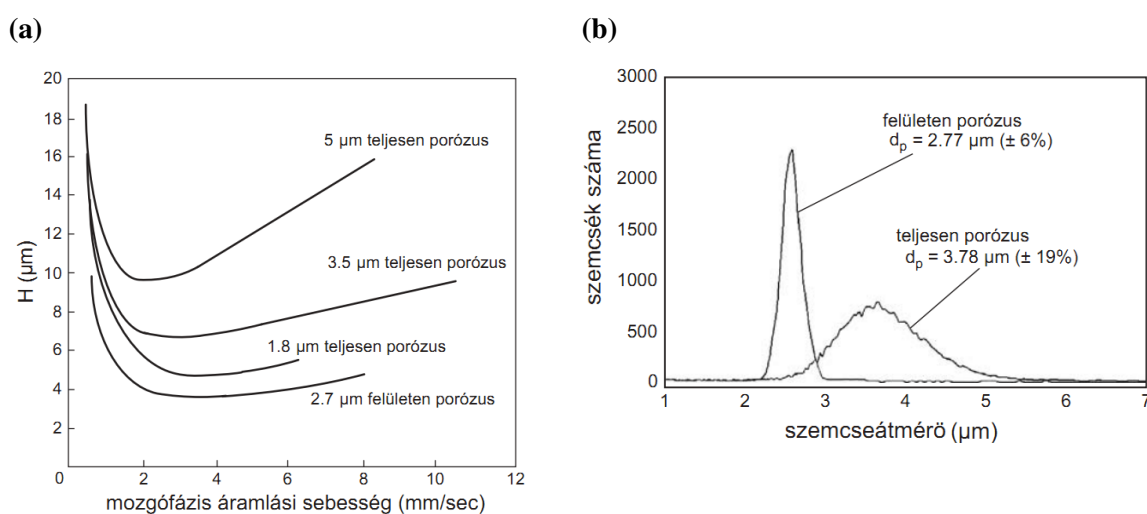 (a)
20
18
16
14
12
10
8
6
4
2
0
2
4
6
8
10
12
H (µm)
mozgófázis áramlási sebesség (mm/sec)
5 µm teljesen porózus
3.5 µm teljesen porózus
1.8 µm teljesen porózus
2.7 µm felületen porózus
(b)
3000
2500
2000
1500
1000
500
0
1
2
3
4
5
6
7
szemcsék száma
szemcseátmérö (µm)
felületen porózus
dp = 2.77 µm (± 6%)
teljesen porózus
dp = 3.78 µm (± 19%)